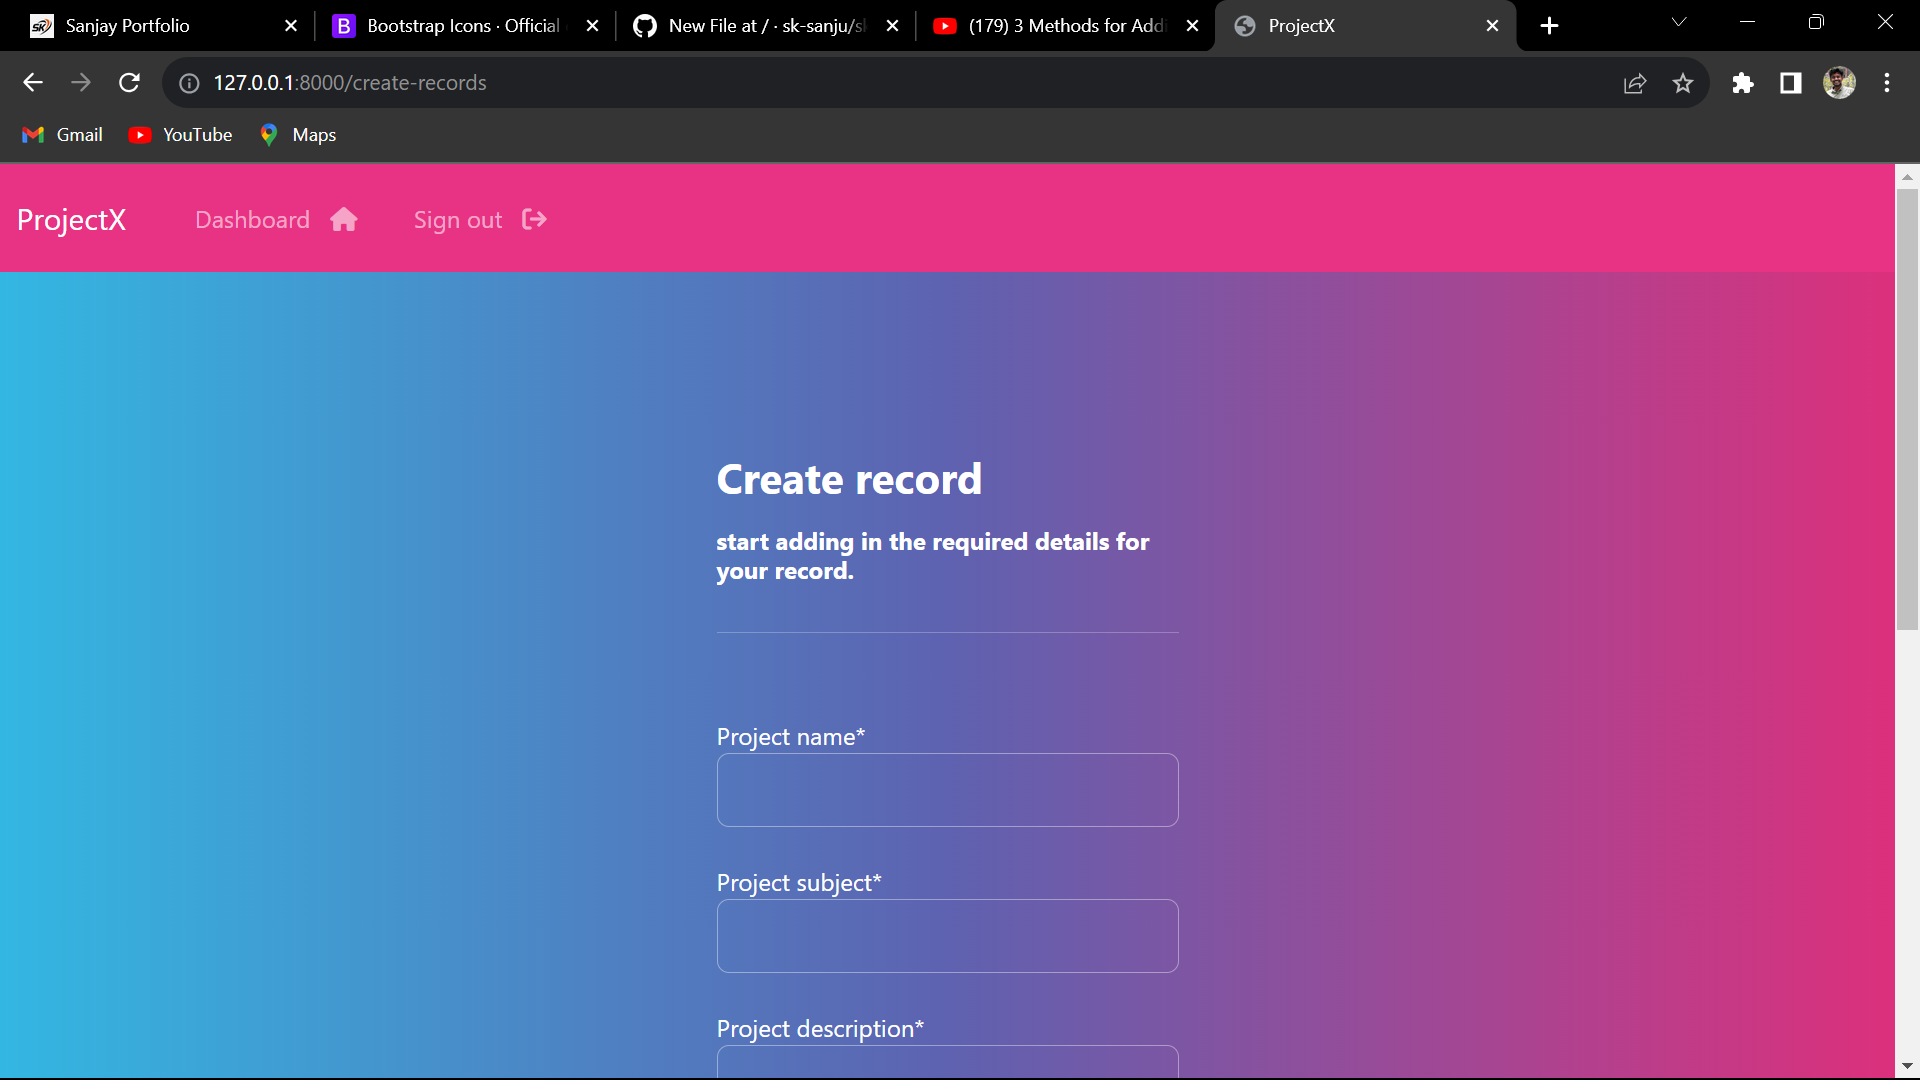 Sanjay Portfolio
Bootstrap Icons · Official
New File at / · sk-sanju/sk
(179) 3 Methods for Addi
ProjectX
127.0.0.1:8000/create-records
Gmail
YouTube
Maps
ProjectX
Dashboard
Sign out
Create record
start adding in the required details for
your record.
Project name*
Project subject*
Project description*